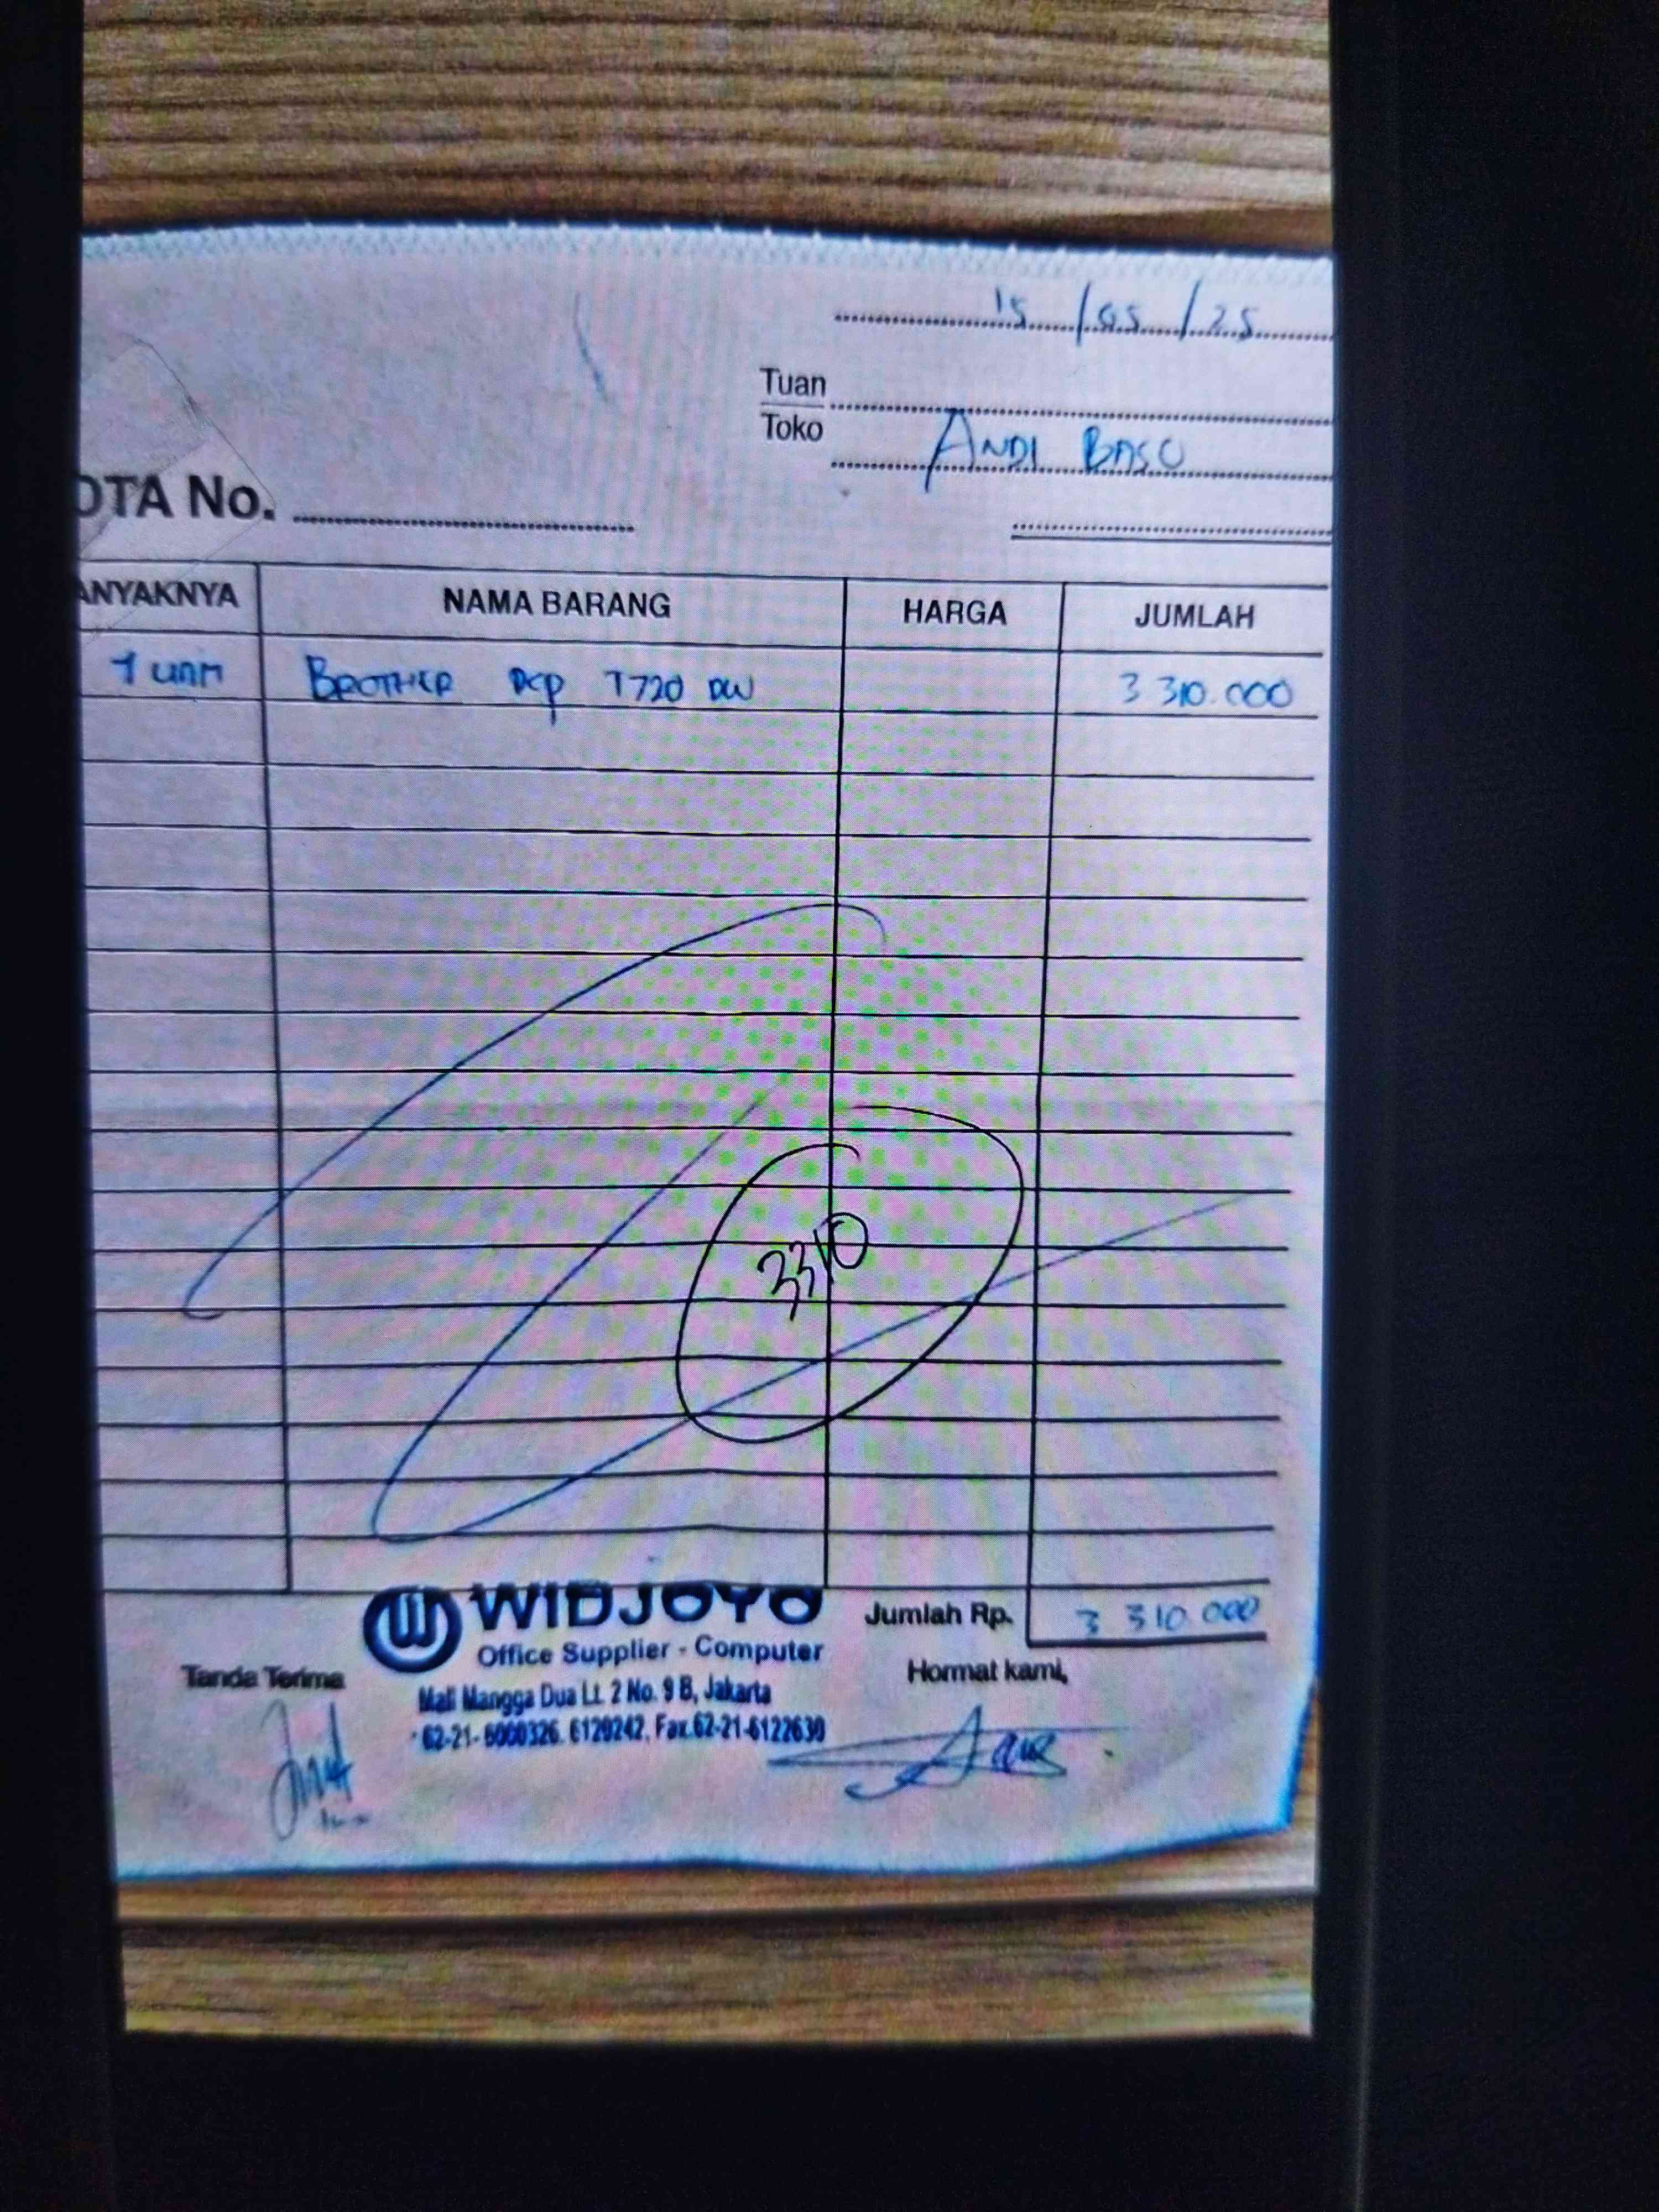 15 / 05 / 25
Tuan
Toko ANDI BASO
OTA No.
ANYAKNYA NAMA BARANG HARGA JUMLAH
1 BROTHER DCP T720 DW 3 310.000
3310
WIDJOYO Jumlah Rp. 3 310 000
Office Supplier - Computer
Tanda Terima Hormat kami,
Mall Mangga Dua Lt. 2 No. 9 B, Jakarta
62-21- 6000326. 6120242. Fax.62-21-6122630